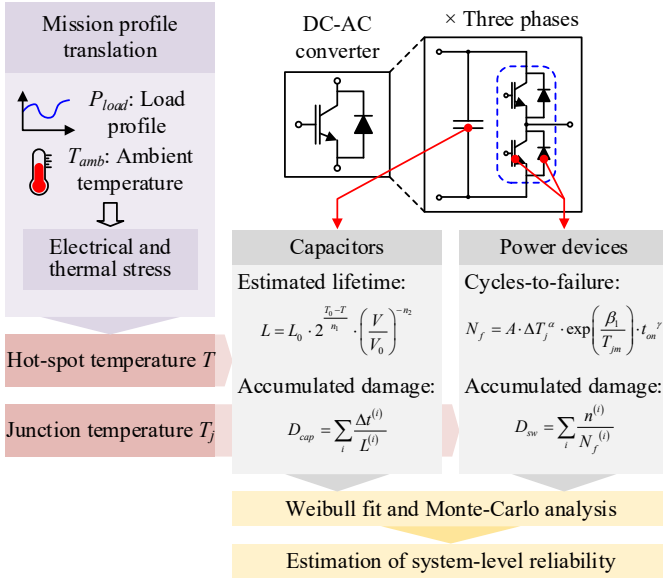 Mission profile
translation
P_load: Load
profile
T_amb: Ambient
temperature
Electrical and
thermal stress
Hot-spot temperature T
Junction temperature T_j
DC-AC
converter
× Three phases
Capacitors
Estimated lifetime:
L = L_0 · 2^((T_0−T)/n_1) · (V/V_0)^(−n_2)
Accumulated damage:
D_cap = ∑_i Δt^(i)/L^(i)
Power devices
Cycles-to-failure:
N_f = A · ΔT_j^α · exp(β_1/T_jm) · t_on^γ
Accumulated damage:
D_sw = ∑_i n^(i)/N_f^(i)
Weibull fit and Monte-Carlo analysis
Estimation of system-level reliability